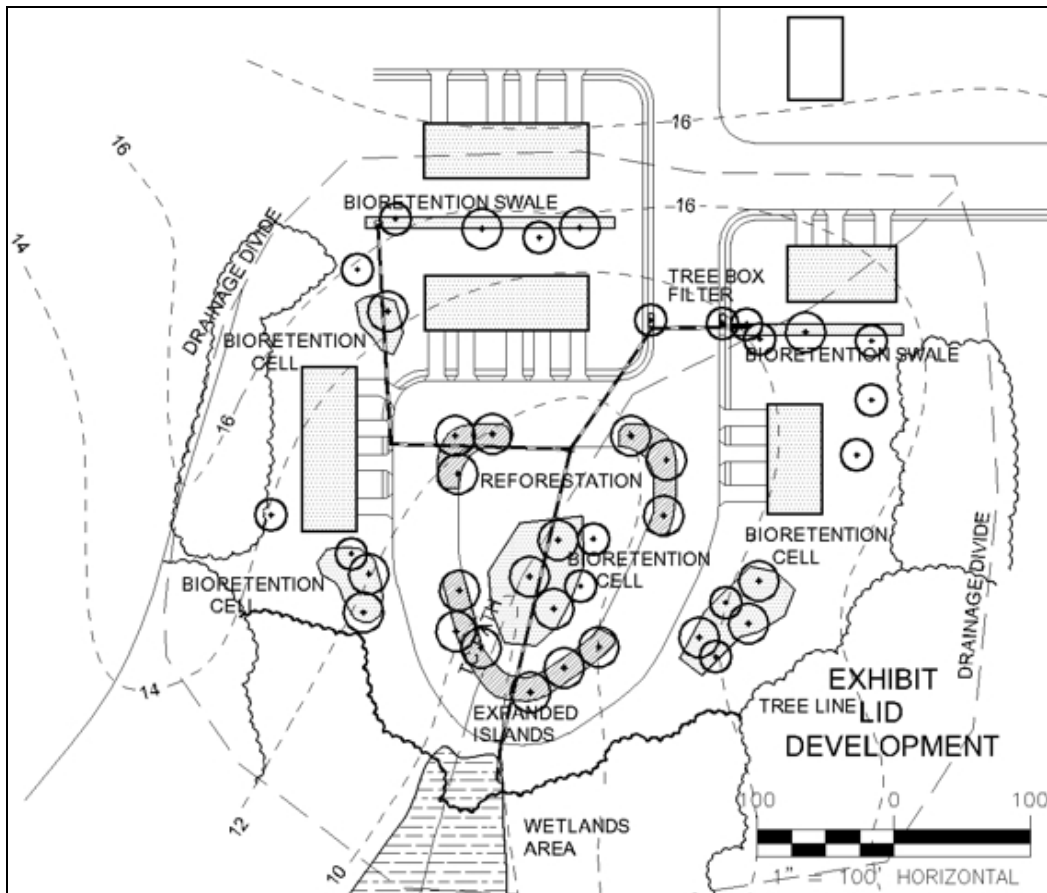 16
16
14
BIORETENTION SWALE
16
DRAINAGE DIVIDE
TREE BOX
FILTER
BIORETENTION
CELL
BIORETENTION SWALE
16
REFORESTATION
BIORETENTION
CELL
BIORETENTION
CELL
BIORETENTION
CELL
DRAINAGE DIVIDE
14
EXPANDED
ISLANDS
TREE LINE
EXHIBIT
LID
DEVELOPMENT
12
10
WETLANDS
AREA
100 0 100
1" = 100' HORIZONTAL